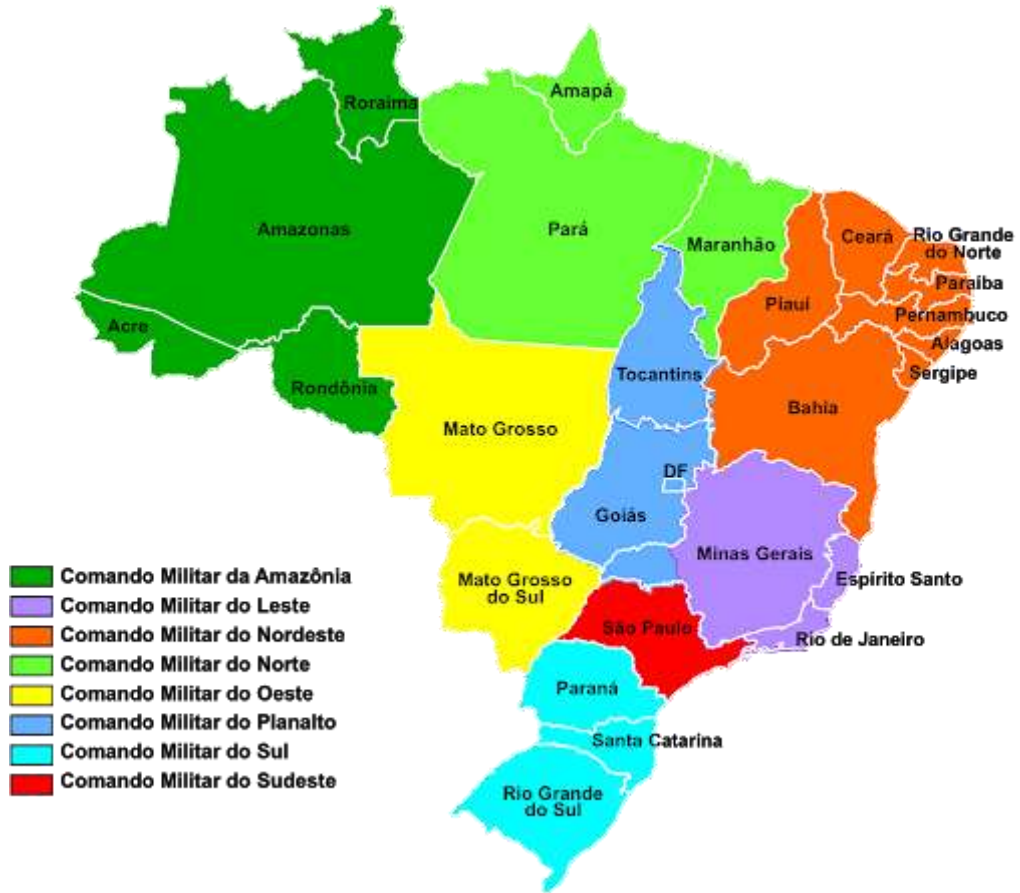 Roraima
Amapá
Amazonas
Pará
Maranhão
Ceará
Rio Grande
do Norte
Paraíba
Piauí
Pernambuco
Acre
Alagoas
Rondônia
Tocantins
Sergipe
Bahia
Mato Grosso
DF
Goiás
Minas Gerais
Espírito Santo
Mato Grosso
do Sul
São Paulo
Rio de Janeiro
Paraná
Santa Catarina
Rio Grande
do Sul
Comando Militar da Amazônia
Comando Militar do Leste
Comando Militar do Nordeste
Comando Militar do Norte
Comando Militar do Oeste
Comando Militar do Planalto
Comando Militar do Sul
Comando Militar do Sudeste